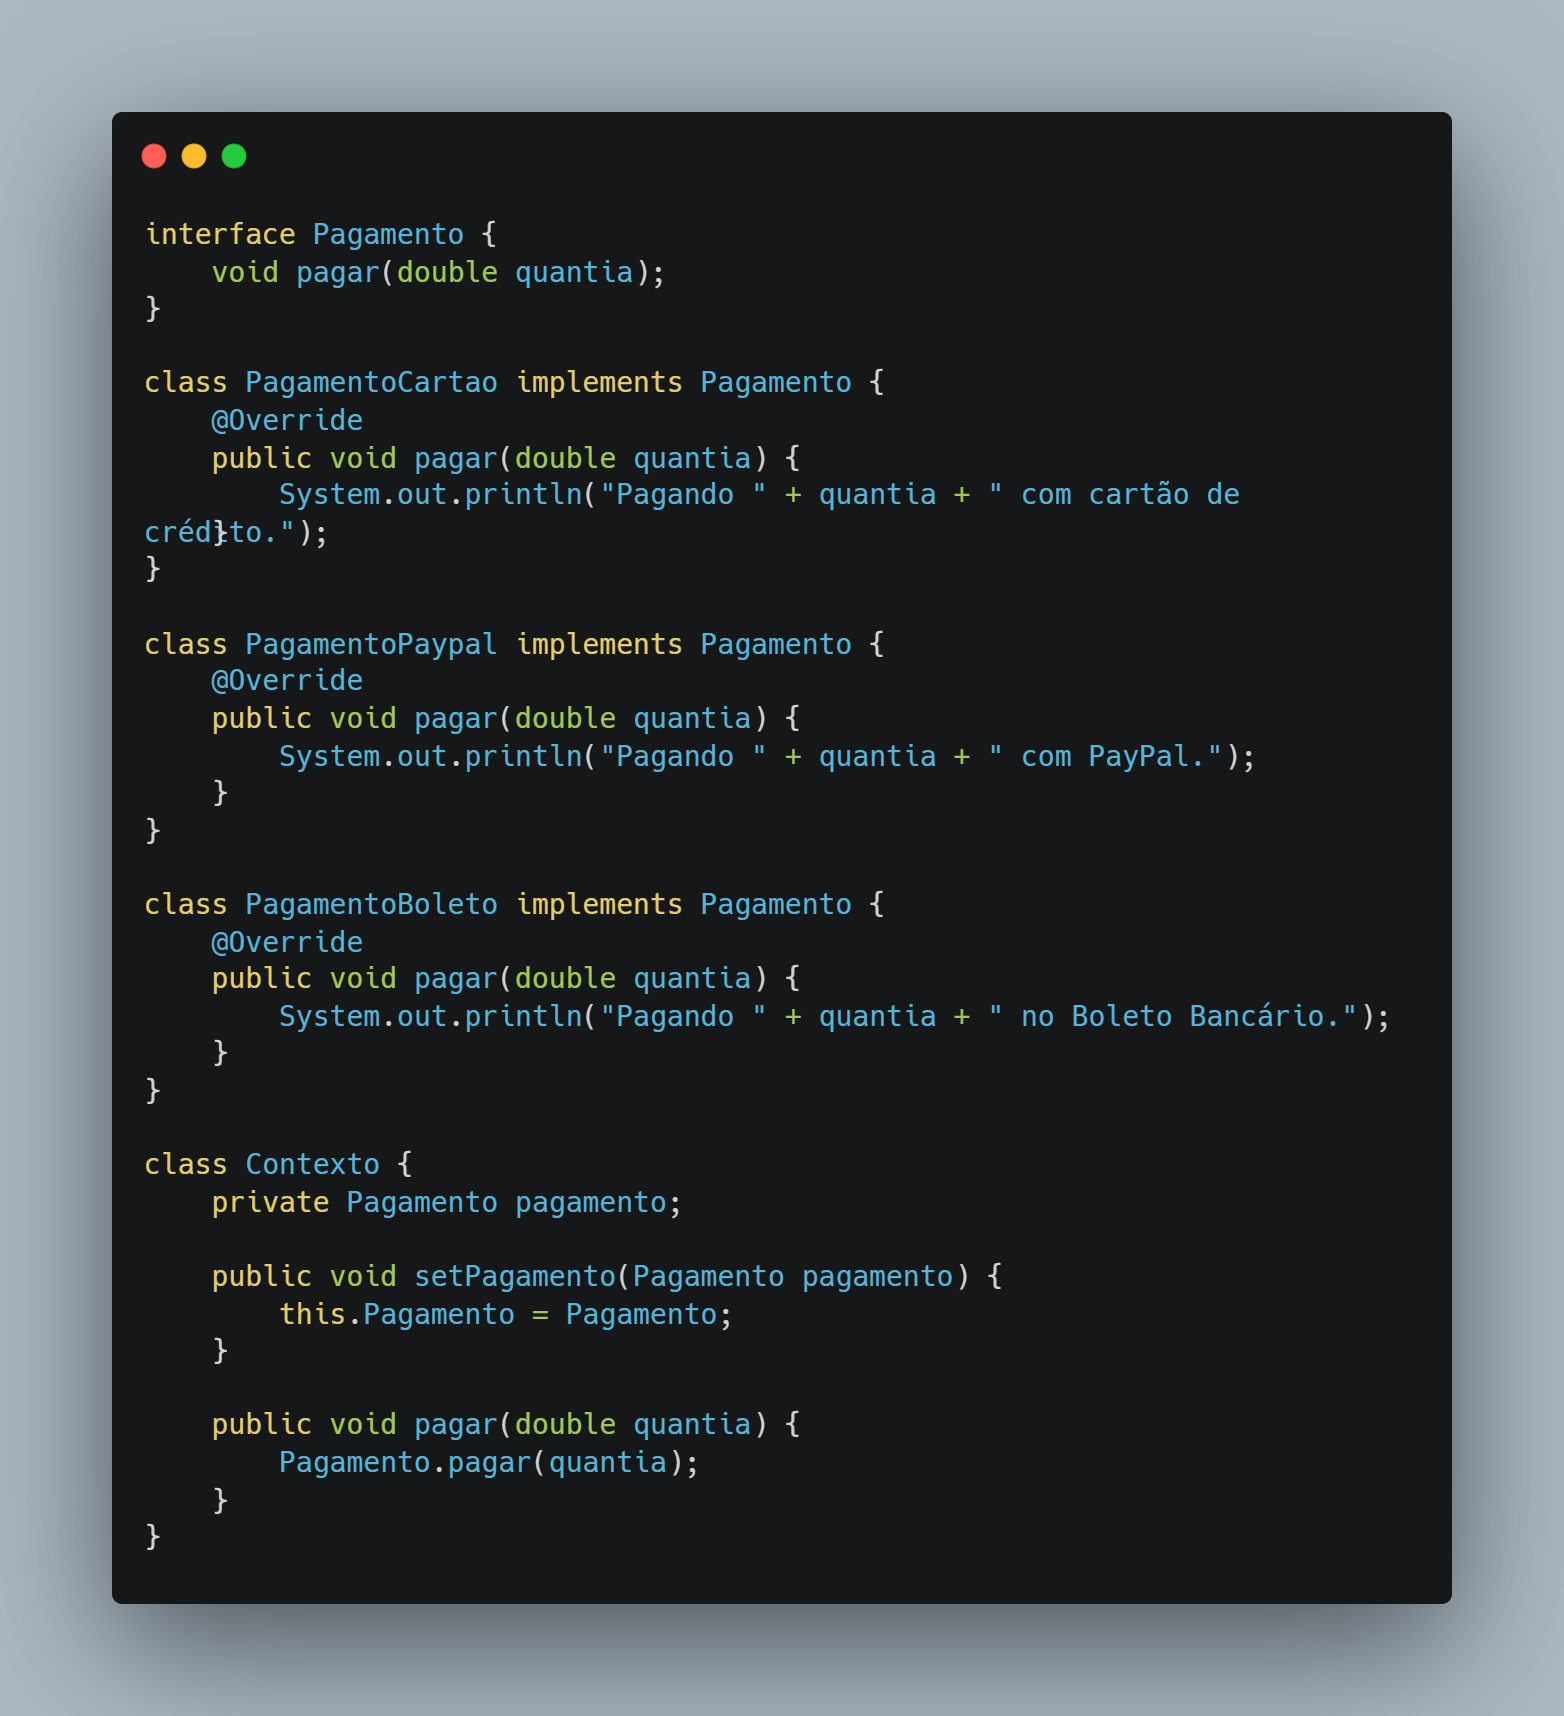 interface Pagamento {
    void pagar(double quantia);
}

class PagamentoCartao implements Pagamento {
    @Override
    public void pagar(double quantia) {
        System.out.println("Pagando " + quantia + " com cartão de
crédito.");
    }
}

class PagamentoPaypal implements Pagamento {
    @Override
    public void pagar(double quantia) {
        System.out.println("Pagando " + quantia + " com PayPal.");
    }
}

class PagamentoBoleto implements Pagamento {
    @Override
    public void pagar(double quantia) {
        System.out.println("Pagando " + quantia + " no Boleto Bancário.");
    }
}

class Contexto {
    private Pagamento pagamento;

    public void setPagamento(Pagamento pagamento) {
        this.Pagamento = Pagamento;
    }

    public void pagar(double quantia) {
        Pagamento.pagar(quantia);
    }
}